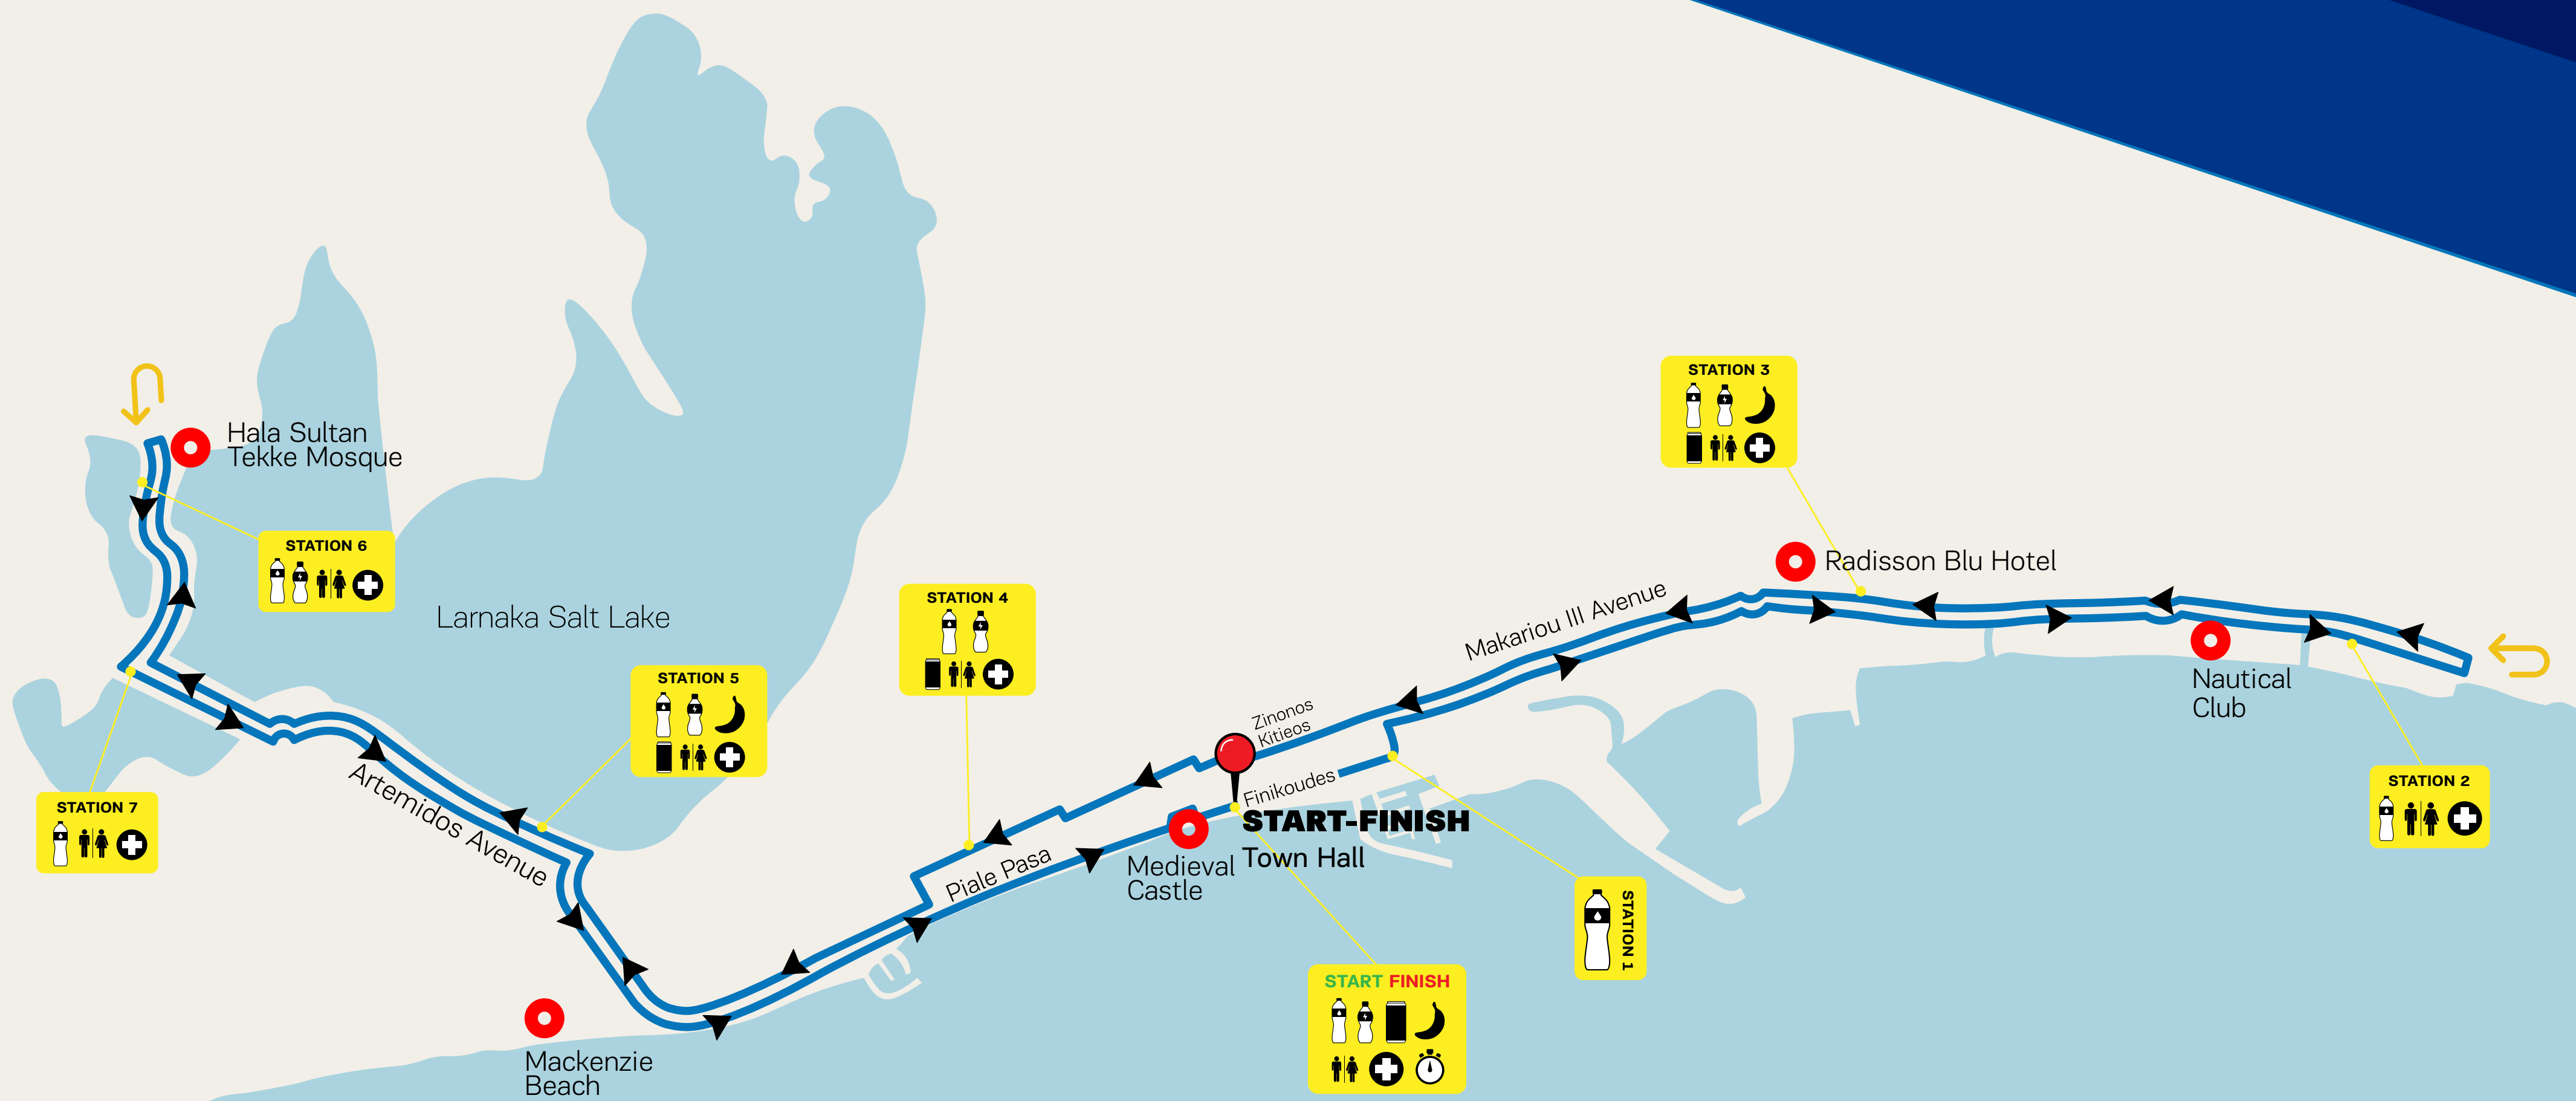 STATION 3
Hala Sultan
Tekke Mosque
STATION 6
Radisson Blu Hotel
STATION 4
Larnaka Salt Lake
Makariou III Avenue
STATION 5
Nautical
Club
Zinonos
Kitieos
Finikoudes
START-FINISH
Town Hall
STATION 2
STATION 7
Artemidos Avenue
Piale Pasa
Medieval
Castle
STATION 1
START FINISH
Mackenzie
Beach